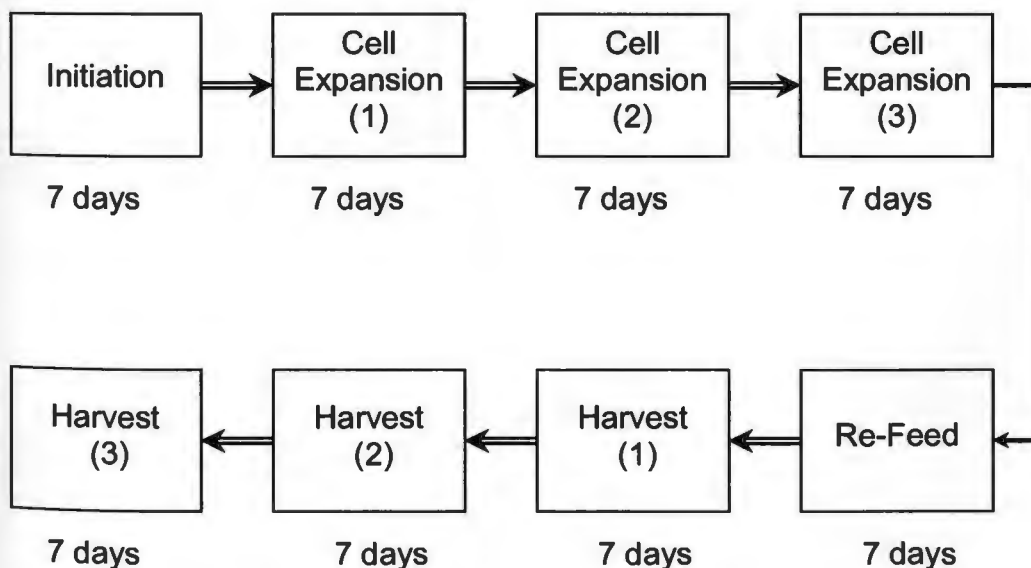 Initiation
Cell
Expansion
(1)
Cell
Expansion
(2)
Cell
Expansion
(3)
7 days
7 days
7 days
7 days
Harvest
(3)
Harvest
(2)
Harvest
(1)
Re-Feed
7 days
7 days
7 days
7 days